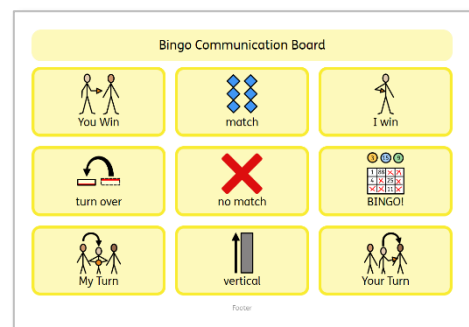 Bingo Communication Board
You Win
match
I win
turn over
no match
BINGO!
My Turn
vertical
Your Turn
Footer